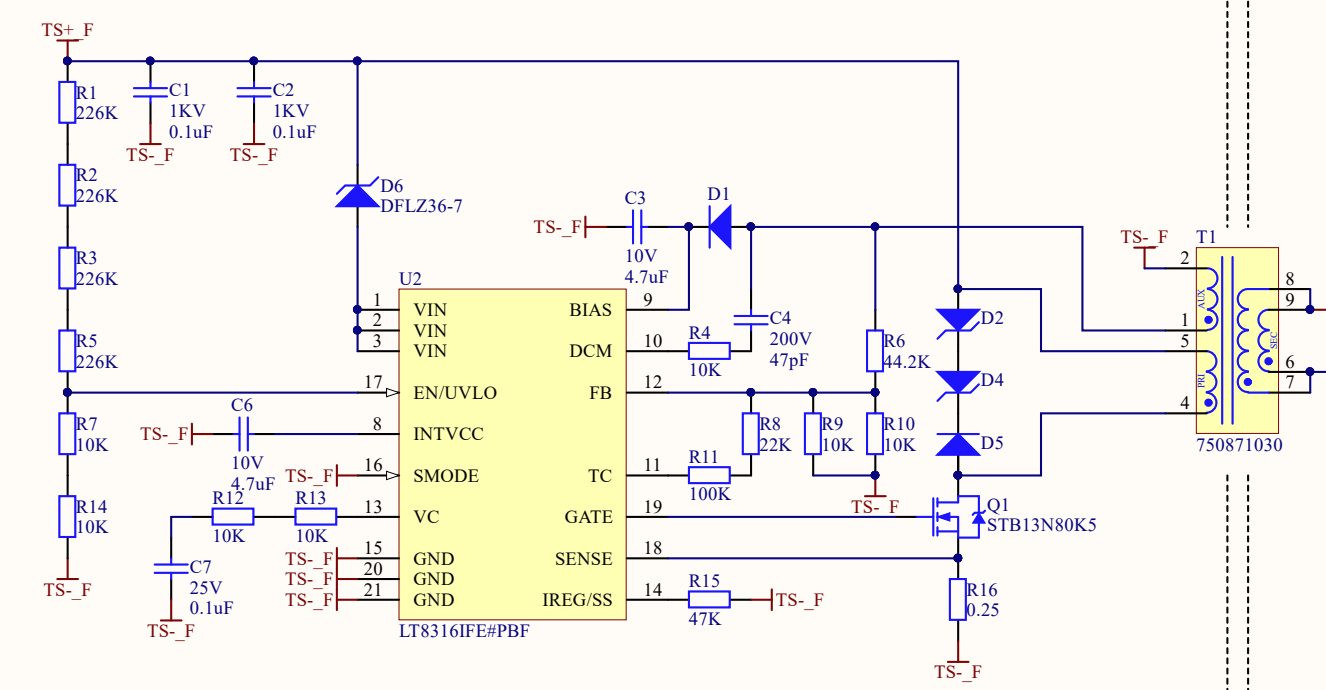 TS+_F
R1
226K
C1
1KV
0.1uF
TS-_F
C2
1KV
0.1uF
TS-_F
R2
226K
R3
226K
R5
226K
R7
10K
R14
10K
TS-_F
D6
DFLZ36-7
TS-_F
C3
10V
4.7uF
D1
C4
200V
47pF
R4
10K
R6
44.2K
R8
22K
R9
10K
R10
10K
TS-_F
R11
100K
C6
10V
4.7uF
TS-_F
TS-_F
R12
10K
R13
10K
C7
25V
0.1uF
TS-_F
TS-_F
TS-_F
TS-_F
U2
1 VIN
2 VIN
3 VIN
17 EN/UVLO
8 INTVCC
16 SMODE
13 VC
15 GND
20 GND
21 GND
BIAS 9
DCM 10
FB 12
TC 11
GATE 19
SENSE 18
IREG/SS 14
LT8316IFE#PBF
R15
47K
TS-_F
D2
D4
D5
Q1
STB13N80K5
R16
0.25
TS-_F
TS-_F
T1
2
1
5
4
8
9
6
7
AUX
PRI
SEC
750871030